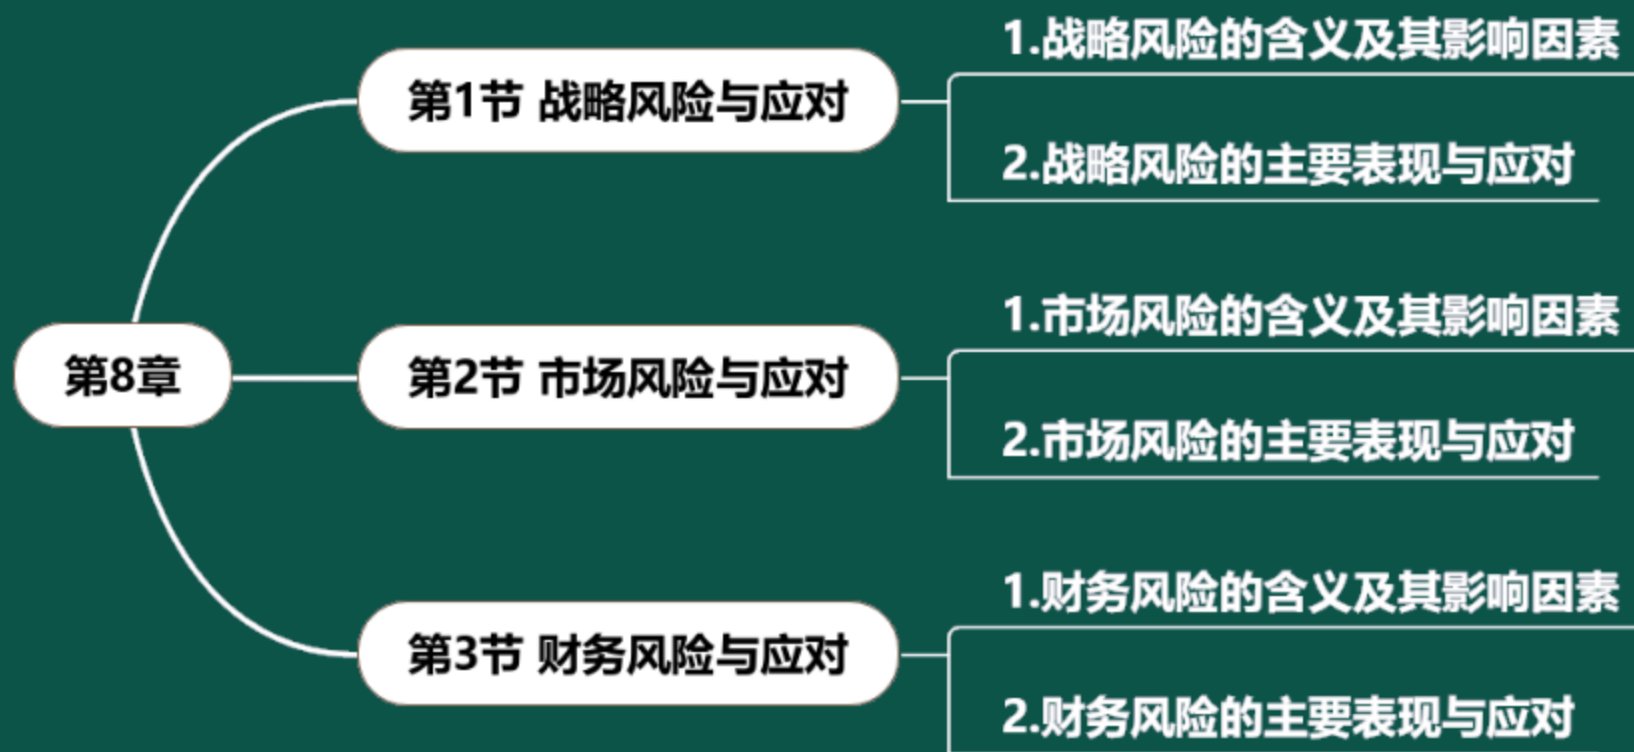 第8章
第1节 战略风险与应对
1.战略风险的含义及其影响因素
2.战略风险的主要表现与应对
第2节 市场风险与应对
1.市场风险的含义及其影响因素
2.市场风险的主要表现与应对
第3节 财务风险与应对
1.财务风险的含义及其影响因素
2.财务风险的主要表现与应对